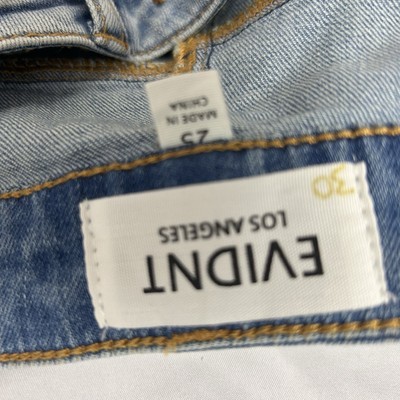 EVIDNT
LOS ANGELES
30
25
MADE IN
CHINA